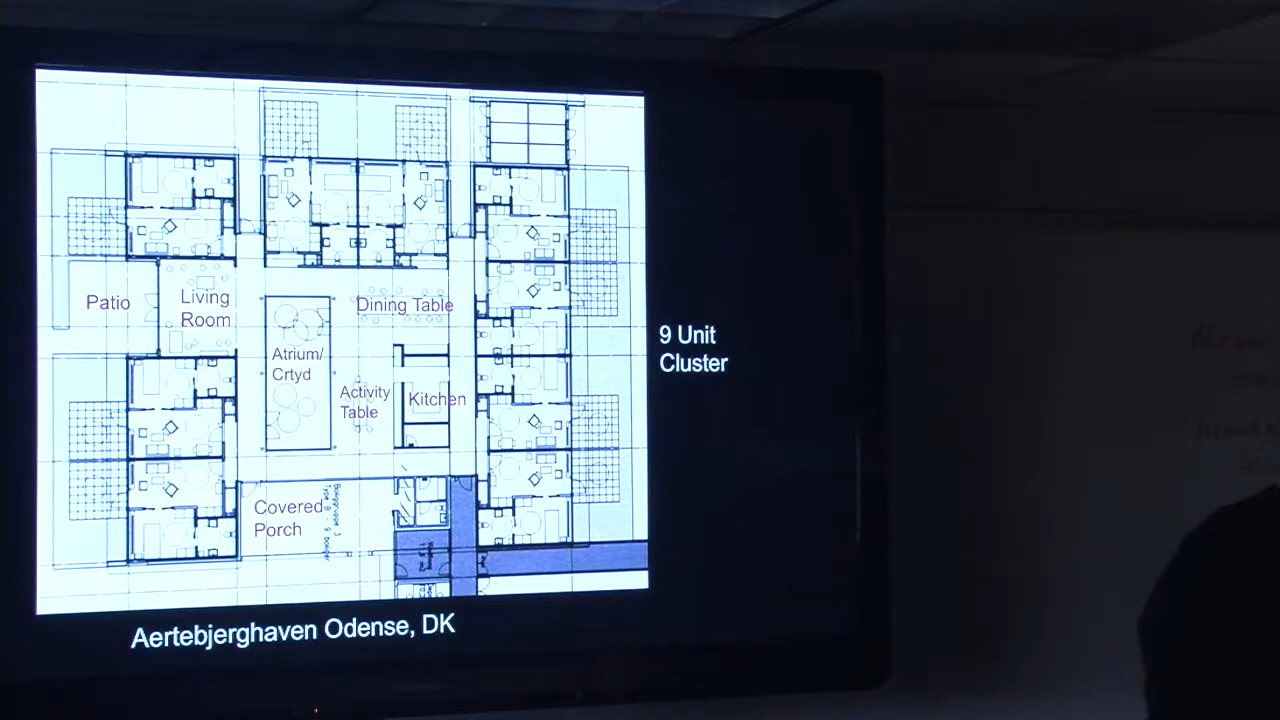 Patio
Living
Room
Dining Table
Atrium/
Crtyd
Activity
Table
Kitchen
9 Unit
Cluster
Covered
Porch
Aertebjerghaven Odense, DK